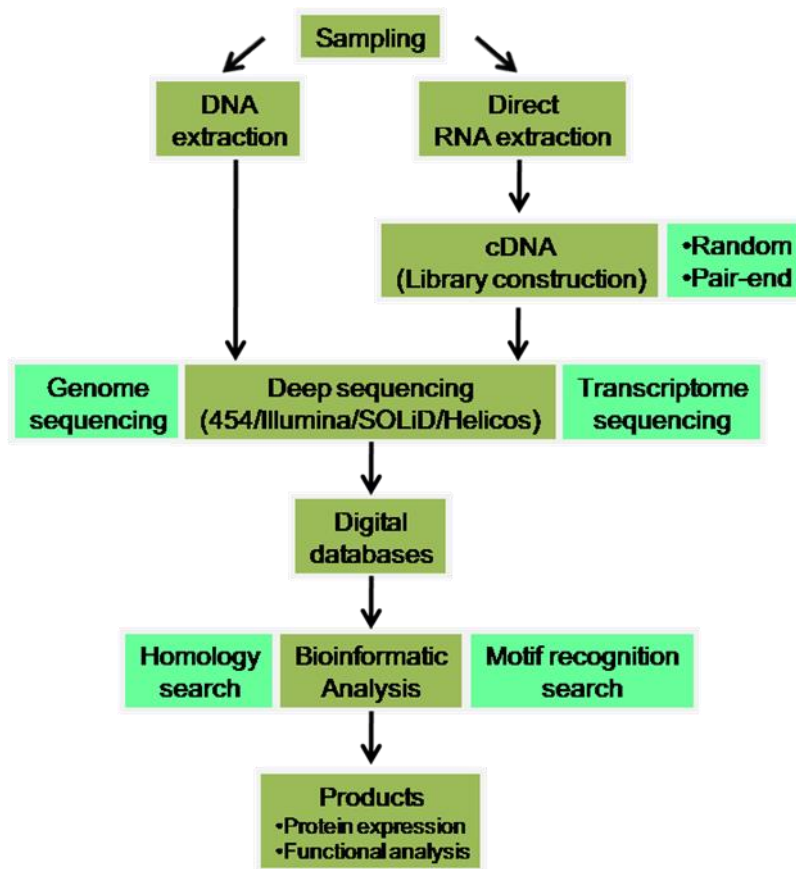 Sampling
DNA
extraction
Direct
RNA extraction
cDNA
(Library construction)
•Random
•Pair-end
Genome
sequencing
Deep sequencing
(454/Illumina/SOLiD/Helicos)
Transcriptome
sequencing
Digital
databases
Homology
search
Bioinformatic
Analysis
Motif recognition
search
Products
•Protein expression
•Functional analysis